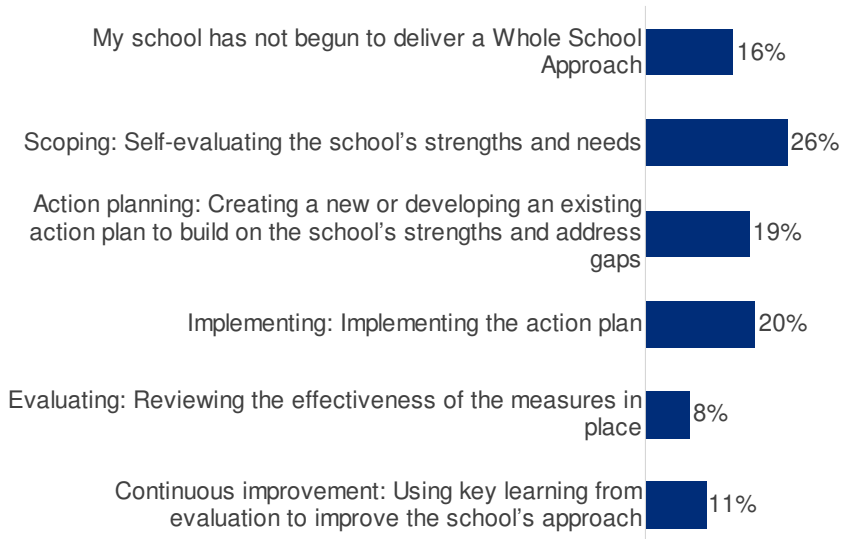 My school has not begun to deliver a Whole School
Approach
16%
Scoping: Self-evaluating the school’s strengths and needs
26%
Action planning: Creating a new or developing an existing
action plan to build on the school’s strengths and address
gaps
19%
Implementing: Implementing the action plan
20%
Evaluating: Reviewing the effectiveness of the measures in
place
8%
Continuous improvement: Using key learning from
evaluation to improve the school’s approach
11%